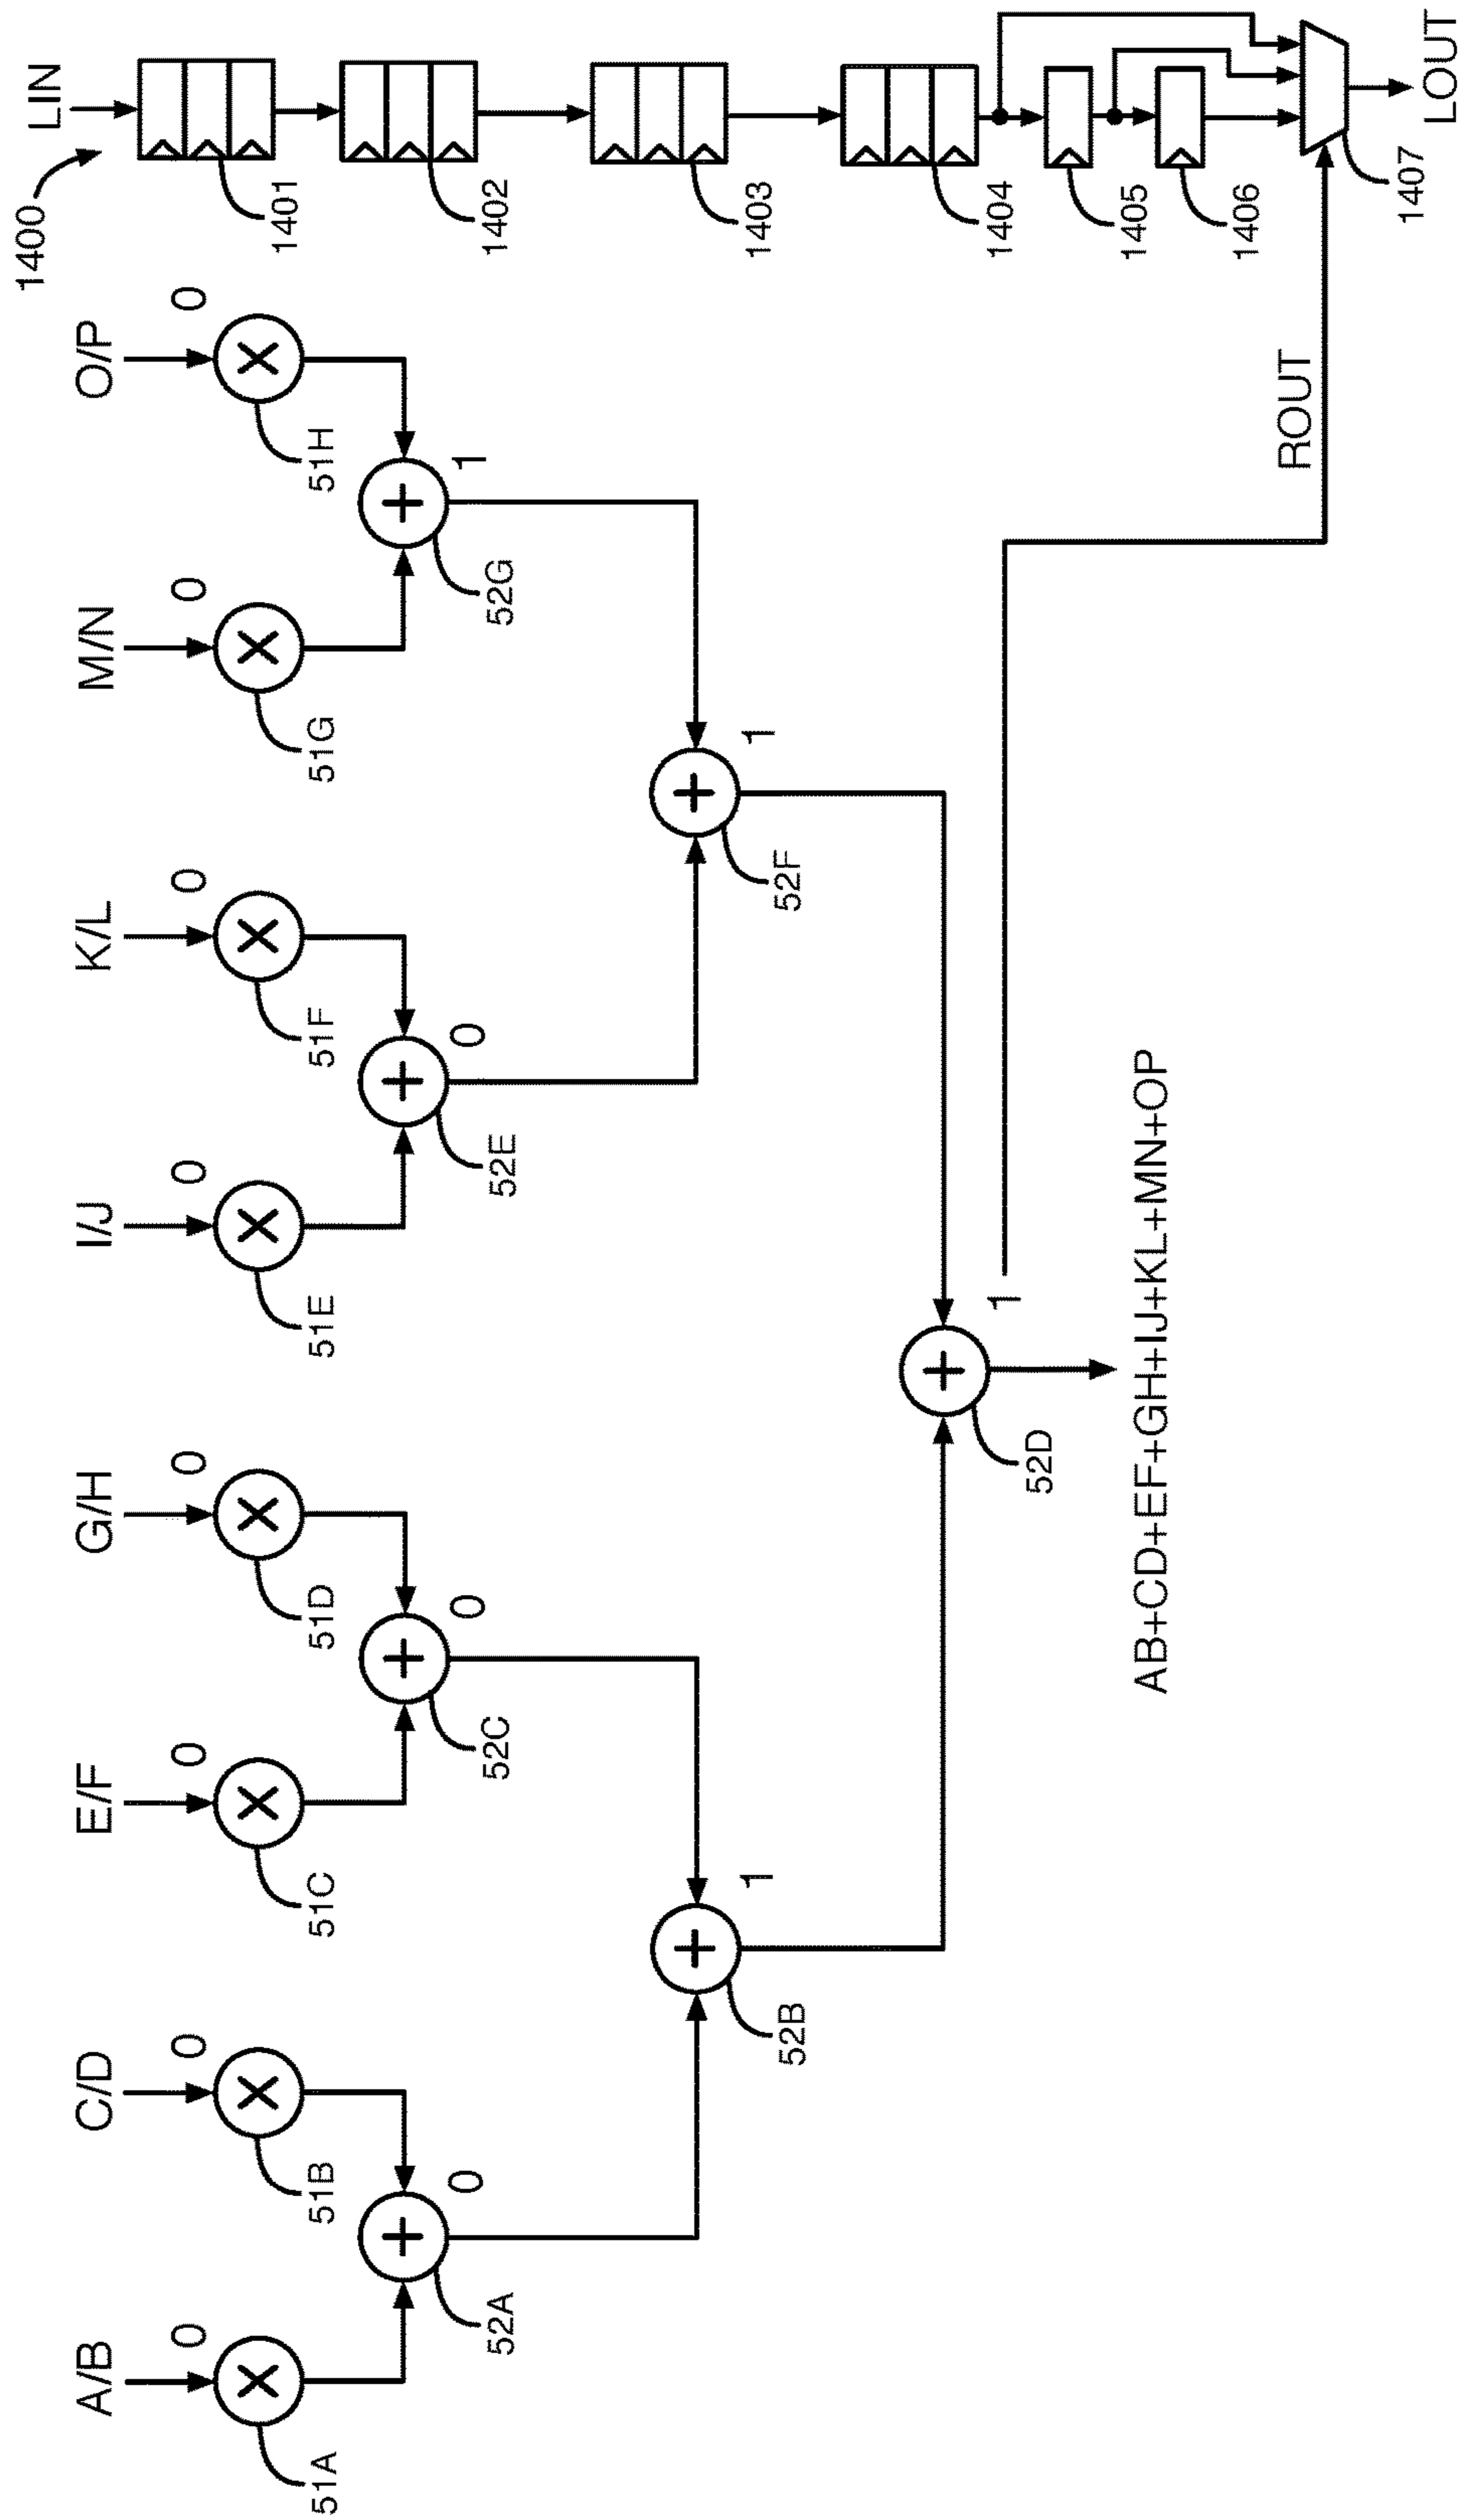 1400
LIN
A/B
C/D
E/F
G/H
I/J
K/L
M/N
O/P
0
0
0
0
0
0
0
0
51A
51B
51C
51D
51E
51F
51G
51H
1401
0
0
0
1
52A
52C
52E
52G
1402
1
1
52B
52F
1403
1
52D
1404
AB+CD+EF+GH+IJ+KL+MN+OP
1405
1406
ROUT
1407
LOUT